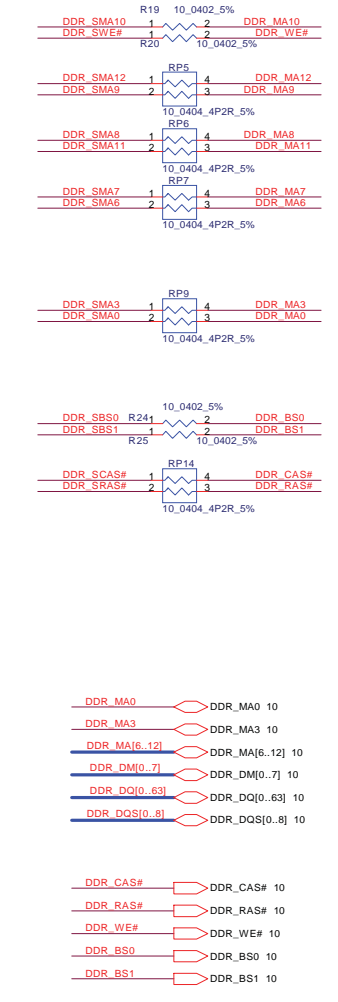 R19 10_0402_5%
DDR_SMA10 1 2 DDR_MA10
DDR_SWE# 1 2 DDR_WE#
R20 10_0402_5%
RP5
DDR_SMA12 1 4 DDR_MA12
DDR_SMA9 2 3 DDR_MA9
10_0404_4P2R_5%
RP6
DDR_SMA8 1 4 DDR_MA8
DDR_SMA11 2 3 DDR_MA11
10_0404_4P2R_5%
RP7
DDR_SMA7 1 4 DDR_MA7
DDR_SMA6 2 3 DDR_MA6
10_0404_4P2R_5%
RP9
DDR_SMA3 1 4 DDR_MA3
DDR_SMA0 2 3 DDR_MA0
10_0404_4P2R_5%
10_0402_5%
DDR_SBS0 R24 1 2 DDR_BS0
DDR_SBS1 1 2 DDR_BS1
R25 10_0402_5%
RP14
DDR_SCAS# 1 4 DDR_CAS#
DDR_SRAS# 2 3 DDR_RAS#
10_0404_4P2R_5%
DDR_MA0 DDR_MA0 10
DDR_MA3 DDR_MA3 10
DDR_MA[6..12] DDR_MA[6..12] 10
DDR_DM[0..7] DDR_DM[0..7] 10
DDR_DQ[0..63] DDR_DQ[0..63] 10
DDR_DQS[0..8] DDR_DQS[0..8] 10
DDR_CAS# DDR_CAS# 10
DDR_RAS# DDR_RAS# 10
DDR_WE# DDR_WE# 10
DDR_BS0 DDR_BS0 10
DDR_BS1 DDR_BS1 10